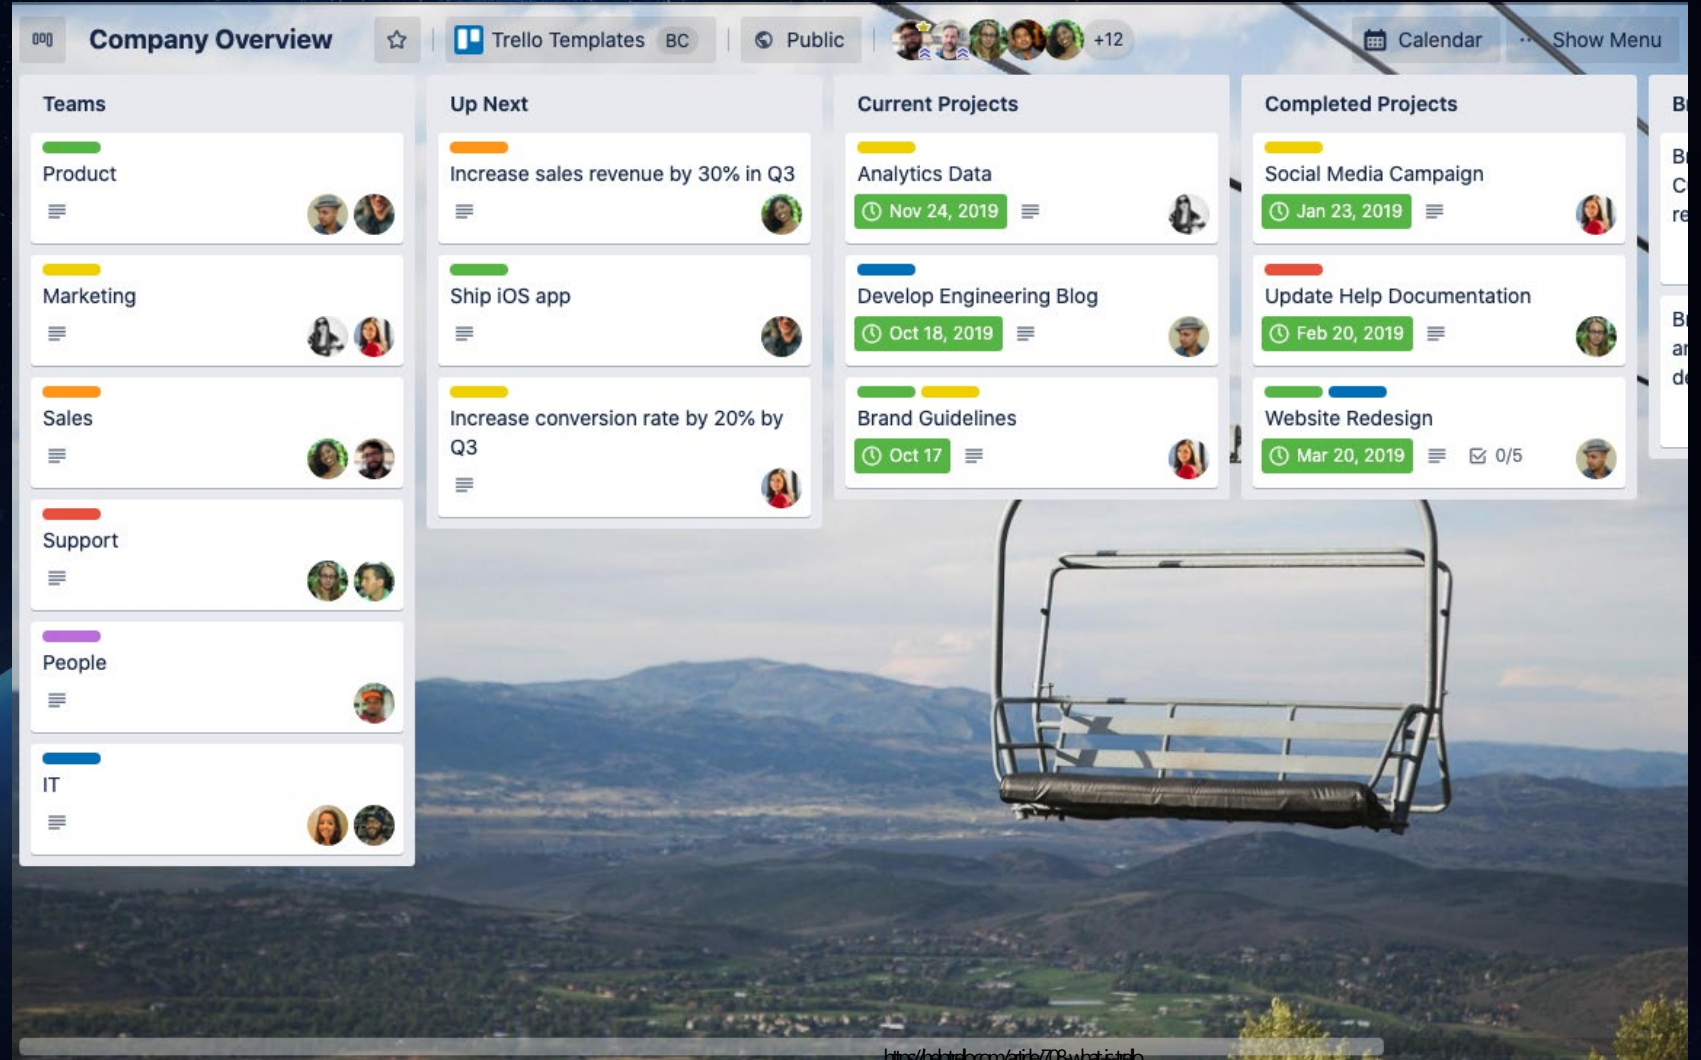 Company Overview
Trello Templates BC
Public
+12
Calendar
Show Menu
Teams
Product
Marketing
Sales
Support
People
IT
Up Next
Increase sales revenue by 30% in Q3
Ship iOS app
Increase conversion rate by 20% by
Q3
Current Projects
Analytics Data
Nov 24, 2019
Develop Engineering Blog
Oct 18, 2019
Brand Guidelines
Oct 17
Completed Projects
Social Media Campaign
Jan 23, 2019
Update Help Documentation
Feb 20, 2019
Website Redesign
Mar 20, 2019 0/5